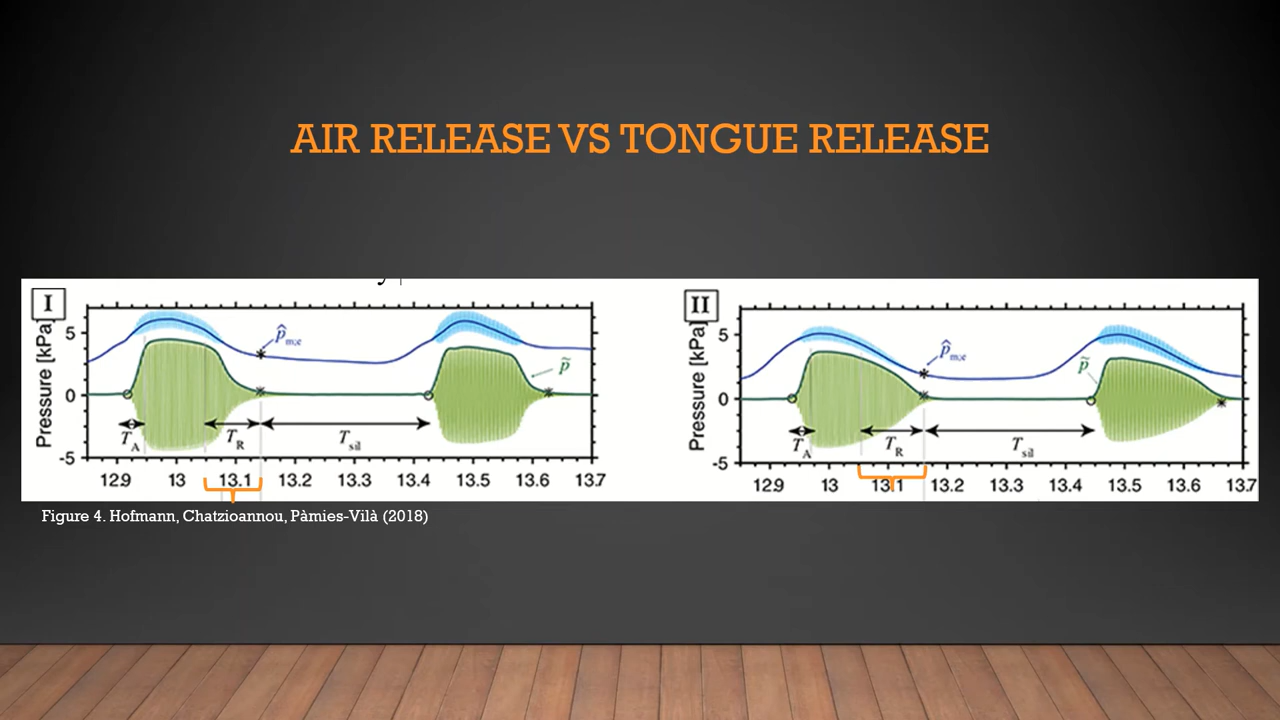 AIR RELEASE VS TONGUE RELEASE
I
Pressure [kPa]
5
0
-5
p̂m;e
p̃
TA
TR
Tsil
12.9 13 13.1 13.2 13.3 13.4 13.5 13.6 13.7
II
Pressure [kPa]
5
0
-5
p̂m;e
p̃
TA
TR
Tsil
12.9 13 13.1 13.2 13.3 13.4 13.5 13.6 13.7
Figure 4. Hofmann, Chatzioannou, Pàmies-Vilà (2018)